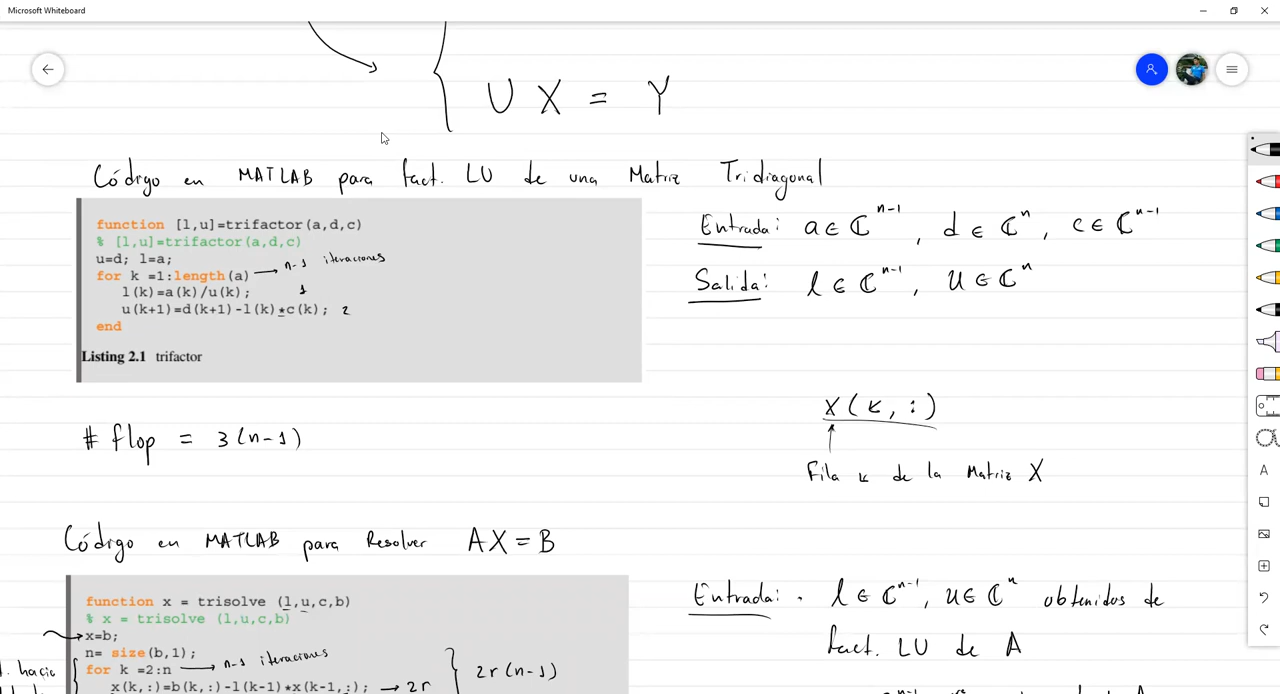 Microsoft Whiteboard
U X = Y
Código en MATLAB para fact. LU de una Matriz Tridiagonal
function [l,u]=trifactor(a,d,c)
% [l,u]=trifactor(a,d,c)
u=d; l=a;
for k =1:length(a) → n-1 iteraciones
l(k)=a(k)/u(k); 1
u(k+1)=d(k+1)-l(k)*c(k); 2
end
Listing 2.1 trifactor
Entrada: a ∈ ℂⁿ⁻¹, d ∈ ℂⁿ, c ∈ ℂⁿ⁻¹
Salida: l ∈ ℂⁿ⁻¹, u ∈ ℂⁿ
# flop = 3(n-1)
X(k,:)
Fila k de la Matriz X
Código en MATLAB para Resolver AX=B
function x = trisolve (l,u,c,b)
% x = trisolve (l,u,c,b)
x=b;
n= size(b,1);
for k =2:n → n-1 iteraciones
x(k,:)=b(k,:)-l(k-1)*x(k-1,:); → 2r
2r(n-1)
Entrada: • l ∈ ℂⁿ⁻¹, u ∈ ℂⁿ obtenidos de
fact. LU de A
A